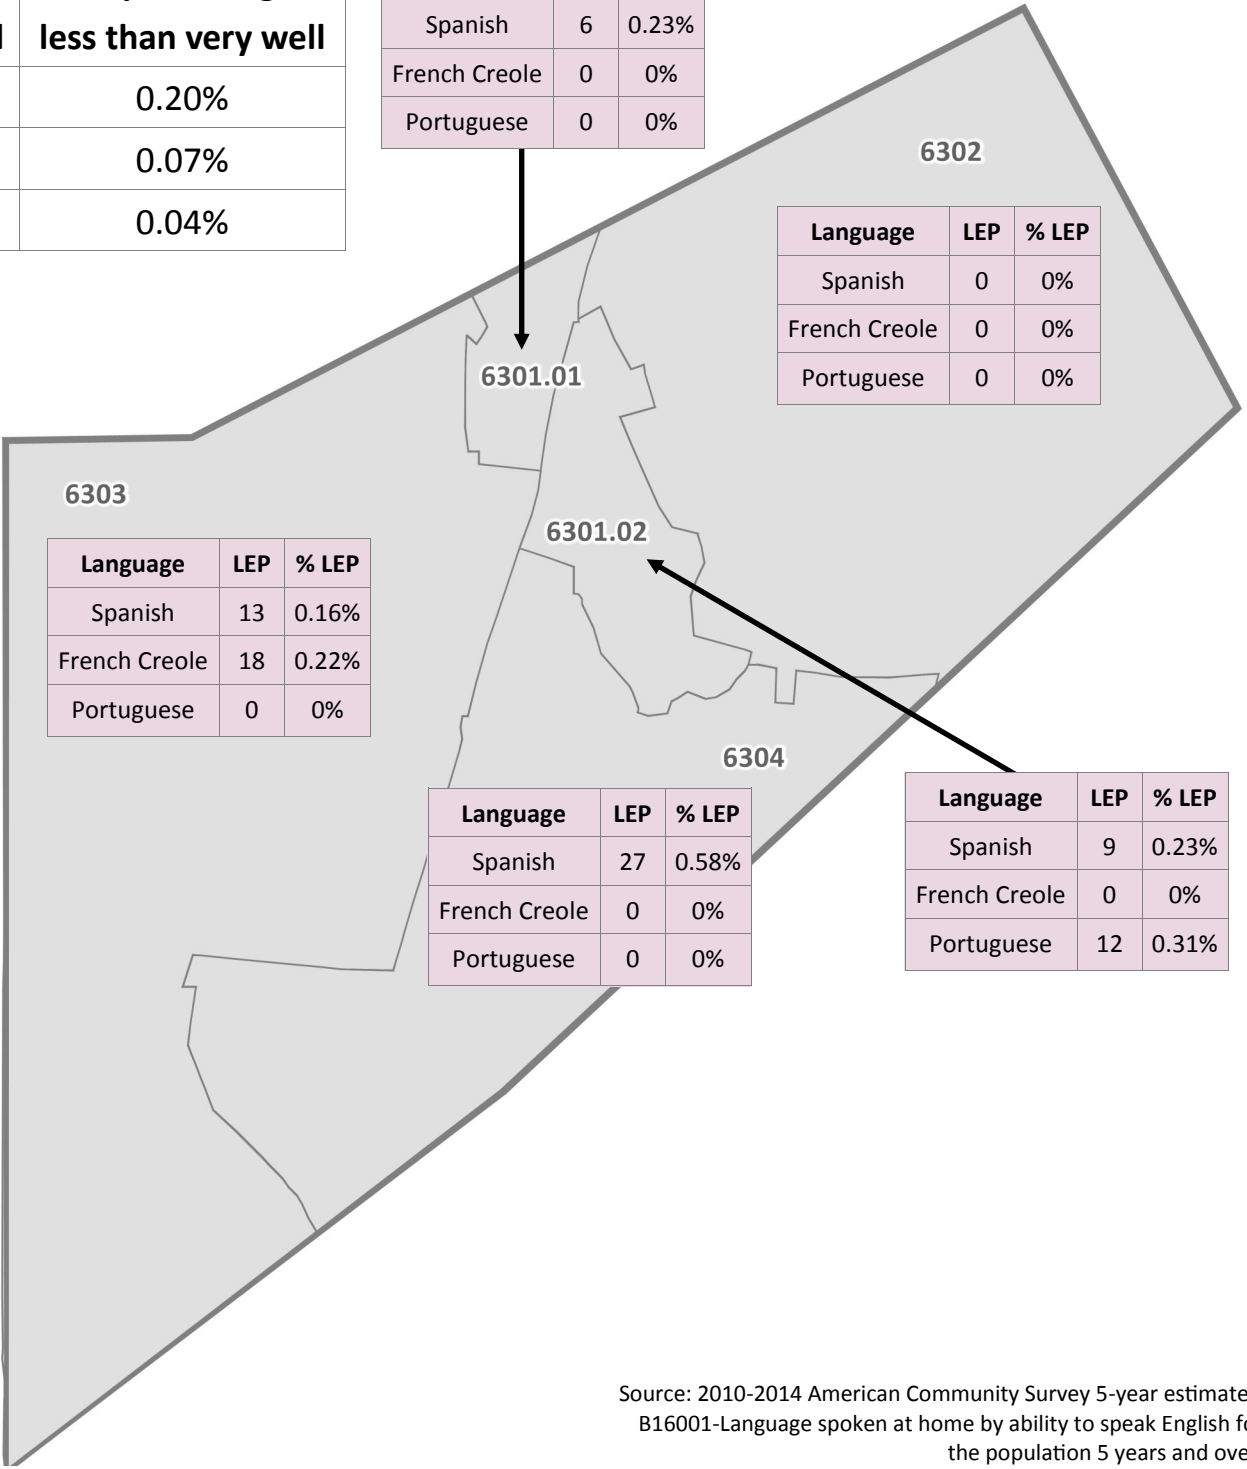 less than very well
0.20%
0.07%
0.04%
Spanish 6 0.23%
French Creole 0 0%
Portuguese 0 0%
6302
Language LEP % LEP
Spanish 0 0%
French Creole 0 0%
Portuguese 0 0%
6301.01
6303
Language LEP % LEP
Spanish 13 0.16%
French Creole 18 0.22%
Portuguese 0 0%
6301.02
6304
Language LEP % LEP
Spanish 27 0.58%
French Creole 0 0%
Portuguese 0 0%
Language LEP % LEP
Spanish 9 0.23%
French Creole 0 0%
Portuguese 12 0.31%
Source: 2010-2014 American Community Survey 5-year estimate
B16001-Language spoken at home by ability to speak English fo
the population 5 years and ove